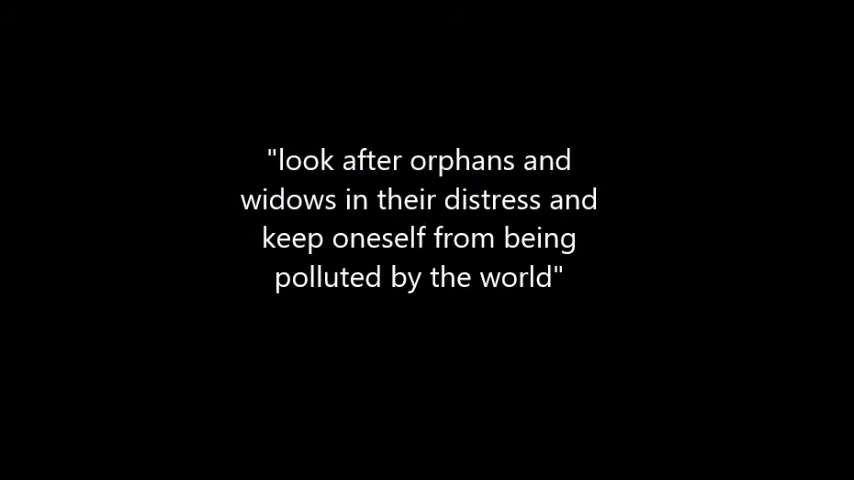 "look after orphans and
widows in their distress and
keep oneself from being
polluted by the world"